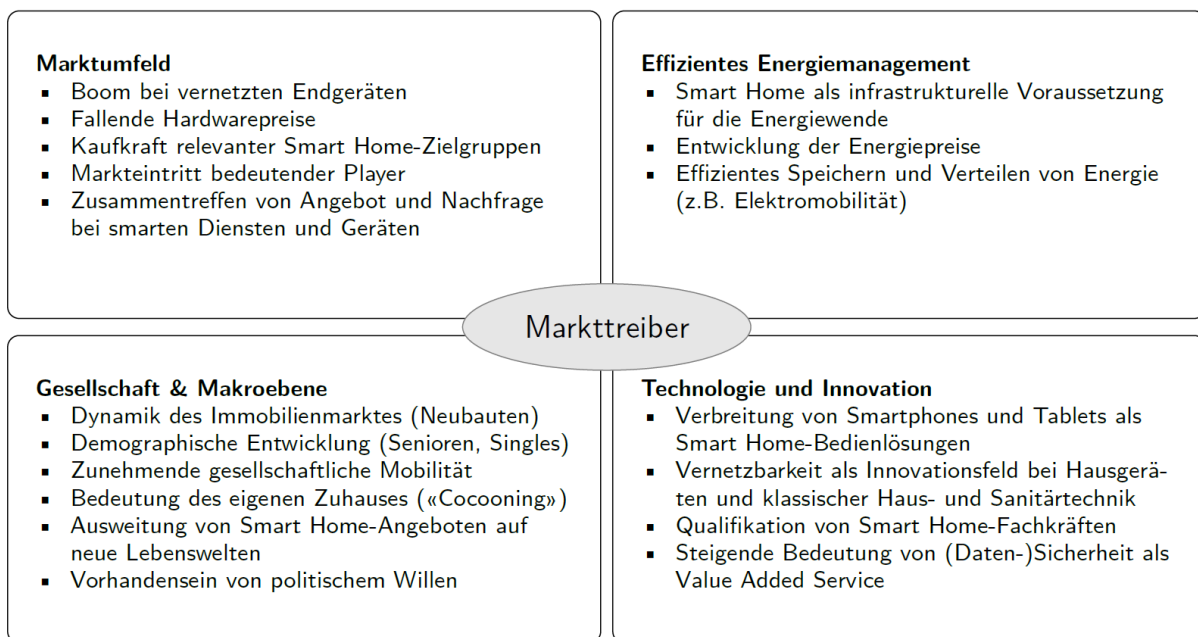 Marktumfeld
▪ Boom bei vernetzten Endgeräten
▪ Fallende Hardwarepreise
▪ Kaufkraft relevanter Smart Home-Zielgruppen
▪ Markteintritt bedeutender Player
▪ Zusammentreffen von Angebot und Nachfrage
bei smarten Diensten und Geräten
Effizientes Energiemanagement
▪ Smart Home als infrastrukturelle Voraussetzung
für die Energiewende
▪ Entwicklung der Energiepreise
▪ Effizientes Speichern und Verteilen von Energie
(z.B. Elektromobilität)
Markttreiber
Gesellschaft & Makroebene
▪ Dynamik des Immobilienmarktes (Neubauten)
▪ Demographische Entwicklung (Senioren, Singles)
▪ Zunehmende gesellschaftliche Mobilität
▪ Bedeutung des eigenen Zuhauses («Cocooning»)
▪ Ausweitung von Smart Home-Angeboten auf
neue Lebenswelten
▪ Vorhandensein von politischem Willen
Technologie und Innovation
▪ Verbreitung von Smartphones und Tablets als
Smart Home-Bedienlösungen
▪ Vernetzbarkeit als Innovationsfeld bei Hausgerä-
ten und klassischer Haus- und Sanitärtechnik
▪ Qualifikation von Smart Home-Fachkräften
▪ Steigende Bedeutung von (Daten-)Sicherheit als
Value Added Service